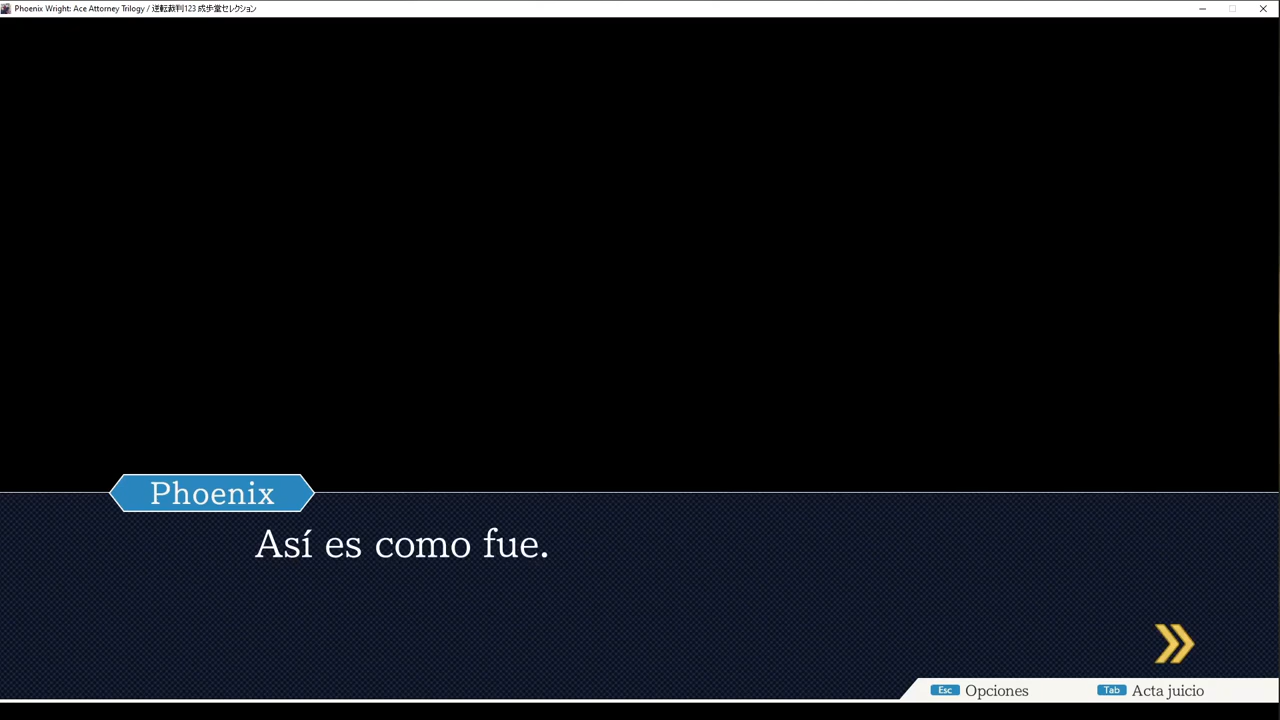 Phoenix Wright: Ace Attorney Trilogy / 逆転裁判123 成歩堂セレクション
Phoenix
Así es como fue.
Esc Opciones Tab Acta juicio